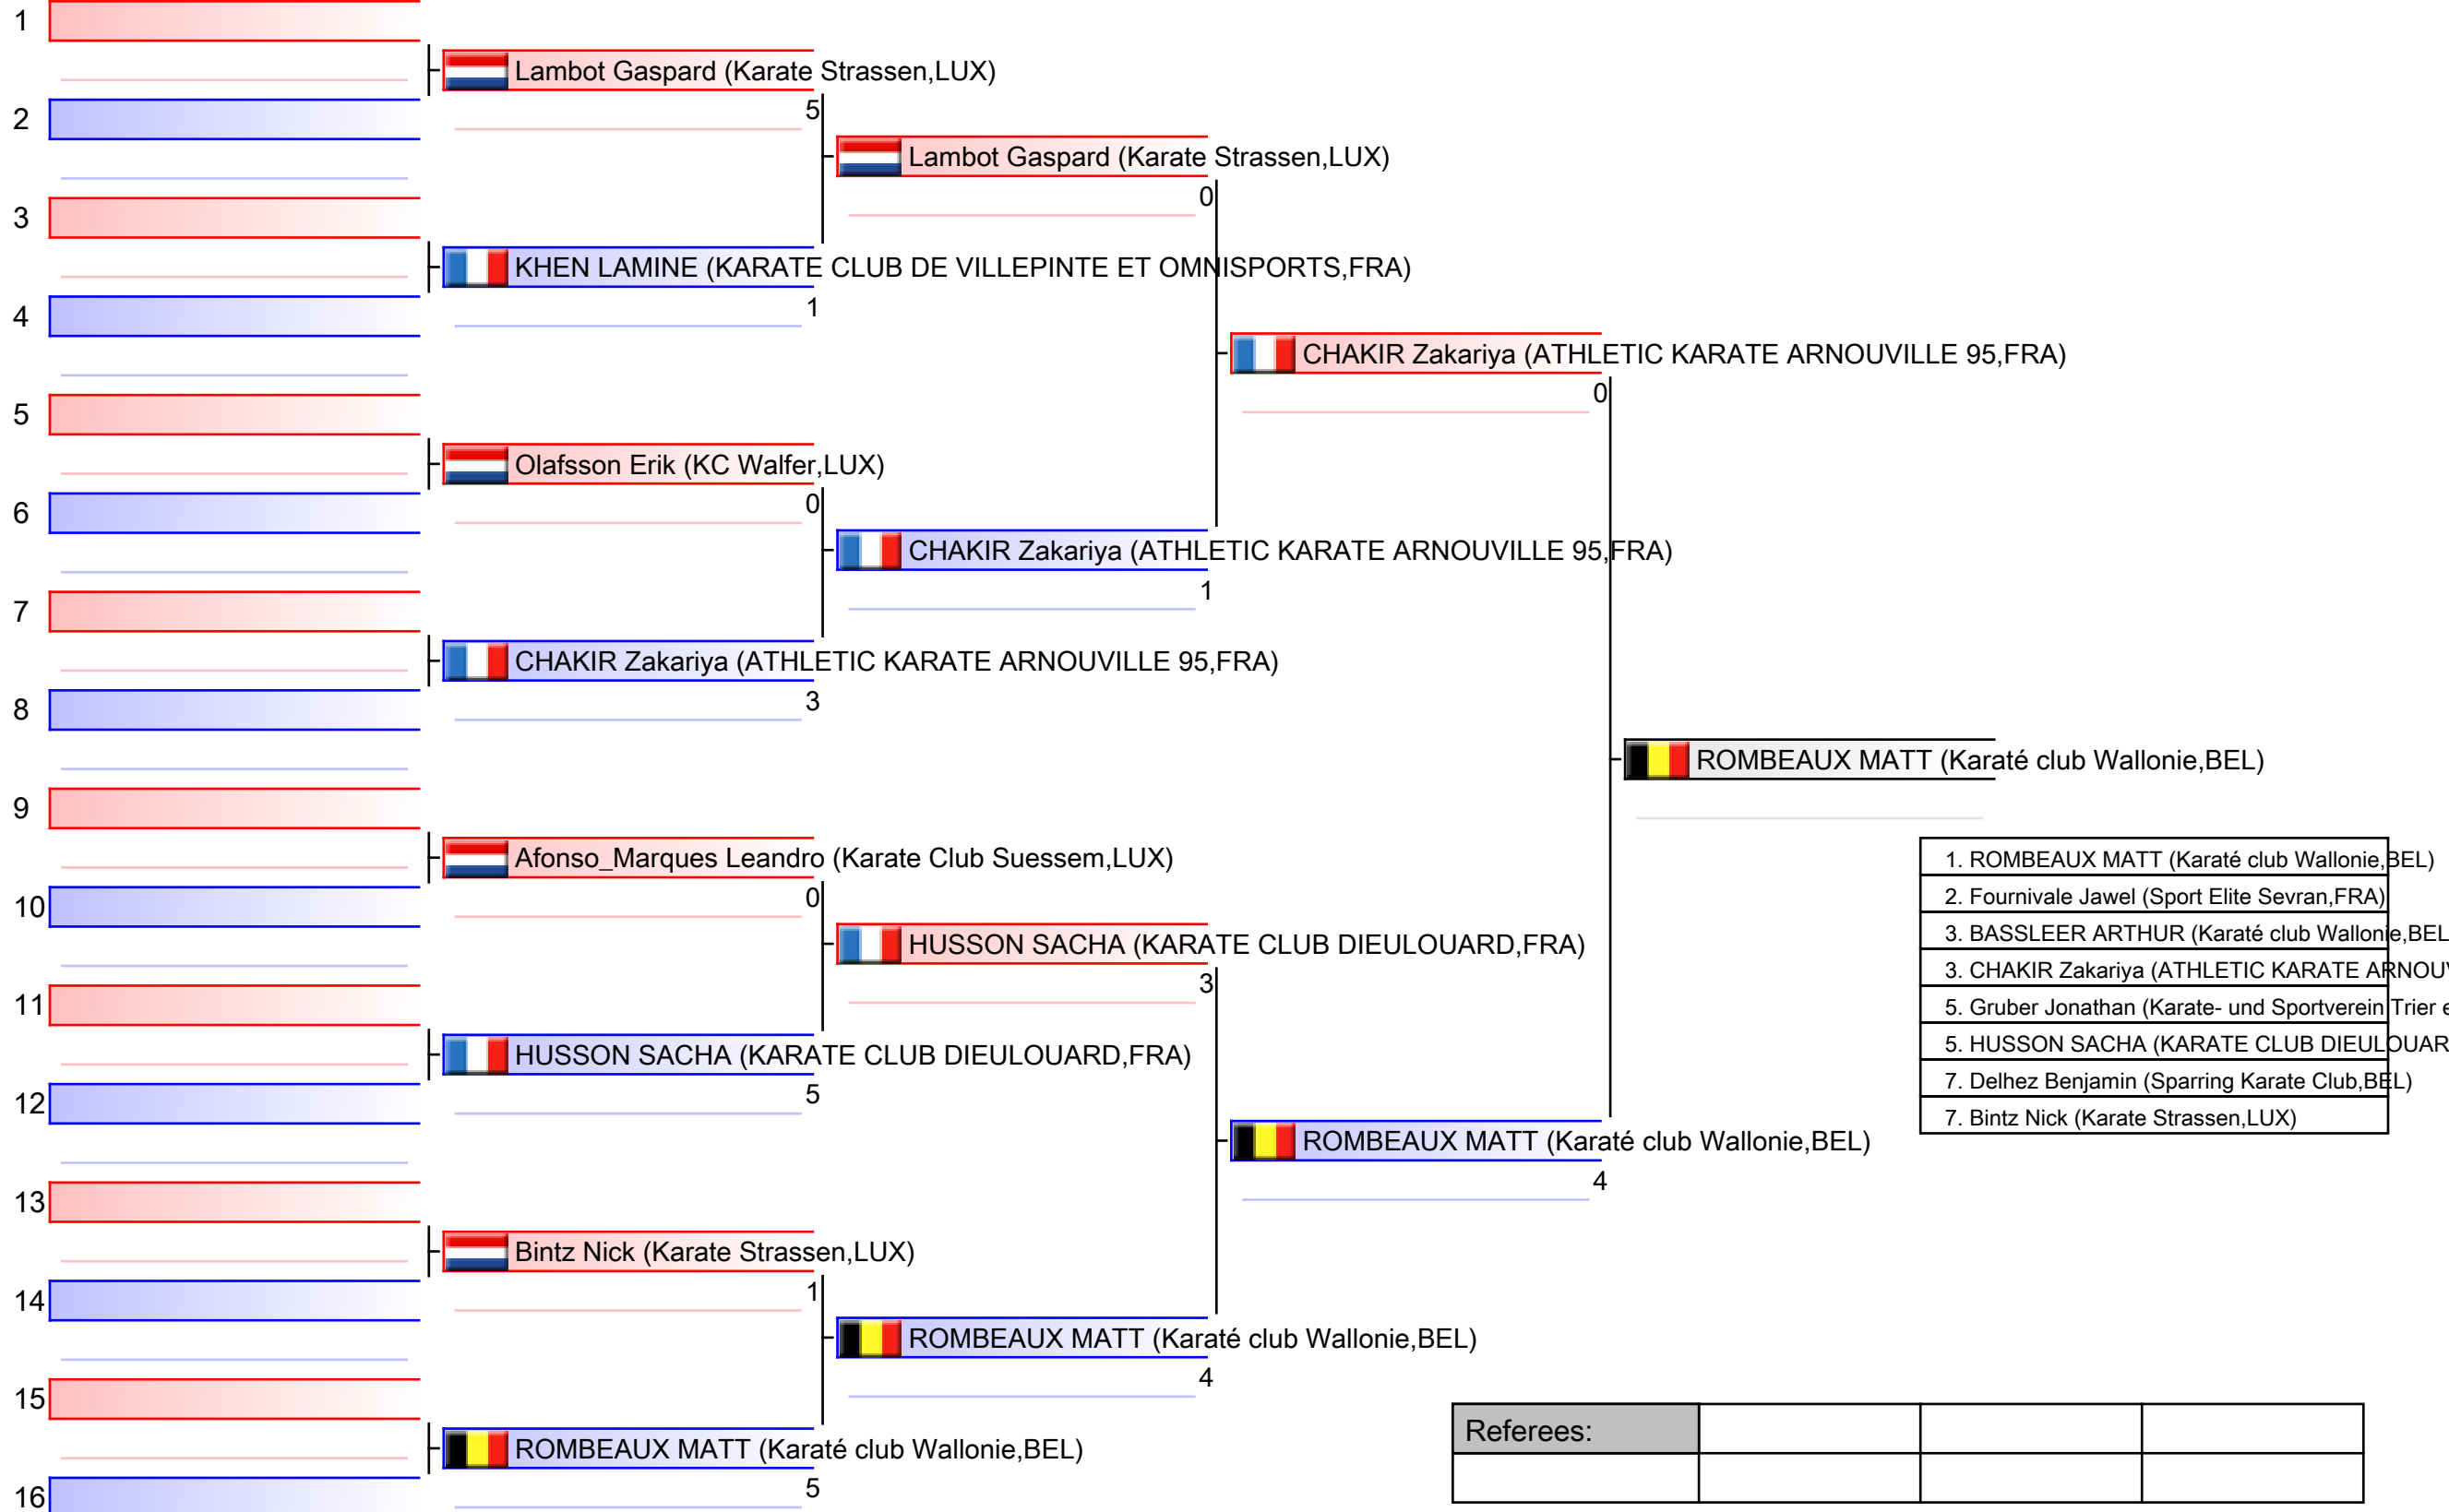 1
Lambot Gaspard (Karate Strassen,LUX)
5
2
Lambot Gaspard (Karate Strassen,LUX)
0
3
KHEN LAMINE (KARATE CLUB DE VILLEPINTE ET OMNISPORTS,FRA)
1
4
CHAKIR Zakariya (ATHLETIC KARATE ARNOUVILLE 95,FRA)
0
5
Olafsson Erik (KC Walfer,LUX)
0
6
CHAKIR Zakariya (ATHLETIC KARATE ARNOUVILLE 95,FRA)
1
7
CHAKIR Zakariya (ATHLETIC KARATE ARNOUVILLE 95,FRA)
3
8
ROMBEAUX MATT (Karaté club Wallonie,BEL)
9
Afonso_Marques Leandro (Karate Club Suessem,LUX)
0
10
HUSSON SACHA (KARATE CLUB DIEULOUARD,FRA)
3
11
HUSSON SACHA (KARATE CLUB DIEULOUARD,FRA)
5
12
ROMBEAUX MATT (Karaté club Wallonie,BEL)
4
13
Bintz Nick (Karate Strassen,LUX)
1
14
ROMBEAUX MATT (Karaté club Wallonie,BEL)
4
15
ROMBEAUX MATT (Karaté club Wallonie,BEL)
5
16
1. ROMBEAUX MATT (Karaté club Wallonie,BEL)
2. Fournivale Jawel (Sport Elite Sevran,FRA)
3. BASSLEER ARTHUR (Karaté club Wallonie,BEL
3. CHAKIR Zakariya (ATHLETIC KARATE ARNOU
5. Gruber Jonathan (Karate- und Sportverein Trier e
5. HUSSON SACHA (KARATE CLUB DIEULOUAR
7. Delhez Benjamin (Sparring Karate Club,BEL)
7. Bintz Nick (Karate Strassen,LUX)
Referees: